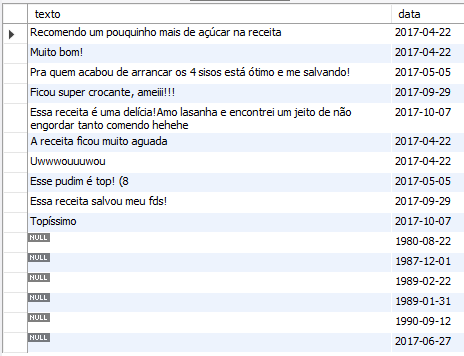 texto data
Recomendo um pouquinho mais de açúcar na receita 2017-04-22
Muito bom! 2017-04-22
Pra quem acabou de arrancar os 4 sisos está ótimo e me salvando! 2017-05-05
Ficou super crocante, ameiii!!! 2017-09-29
Essa receita é uma delícia!Amo lasanha e encontrei um jeito de não 2017-10-07
engordar tanto comendo hehehe
A receita ficou muito aguada 2017-04-22
Uwwwouuuwou 2017-04-22
Esse pudim é top! (8 2017-05-05
Essa receita salvou meu fds! 2017-09-29
Topíssimo 2017-10-07
NULL 1980-08-22
NULL 1987-12-01
NULL 1989-02-22
NULL 1989-01-31
NULL 1990-09-12
NULL 2017-06-27